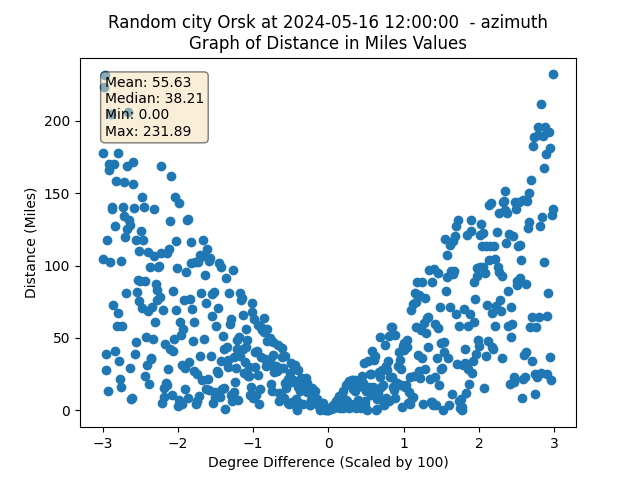 Random city Orsk at 2024-05-16 12:00:00 - azimuth
Graph of Distance in Miles Values
Mean: 55.63
Median: 38.21
Min: 0.00
Max: 231.89
Distance (Miles)
200
150
100
50
0
−3
−2
−1
0
1
2
3
Degree Difference (Scaled by 100)